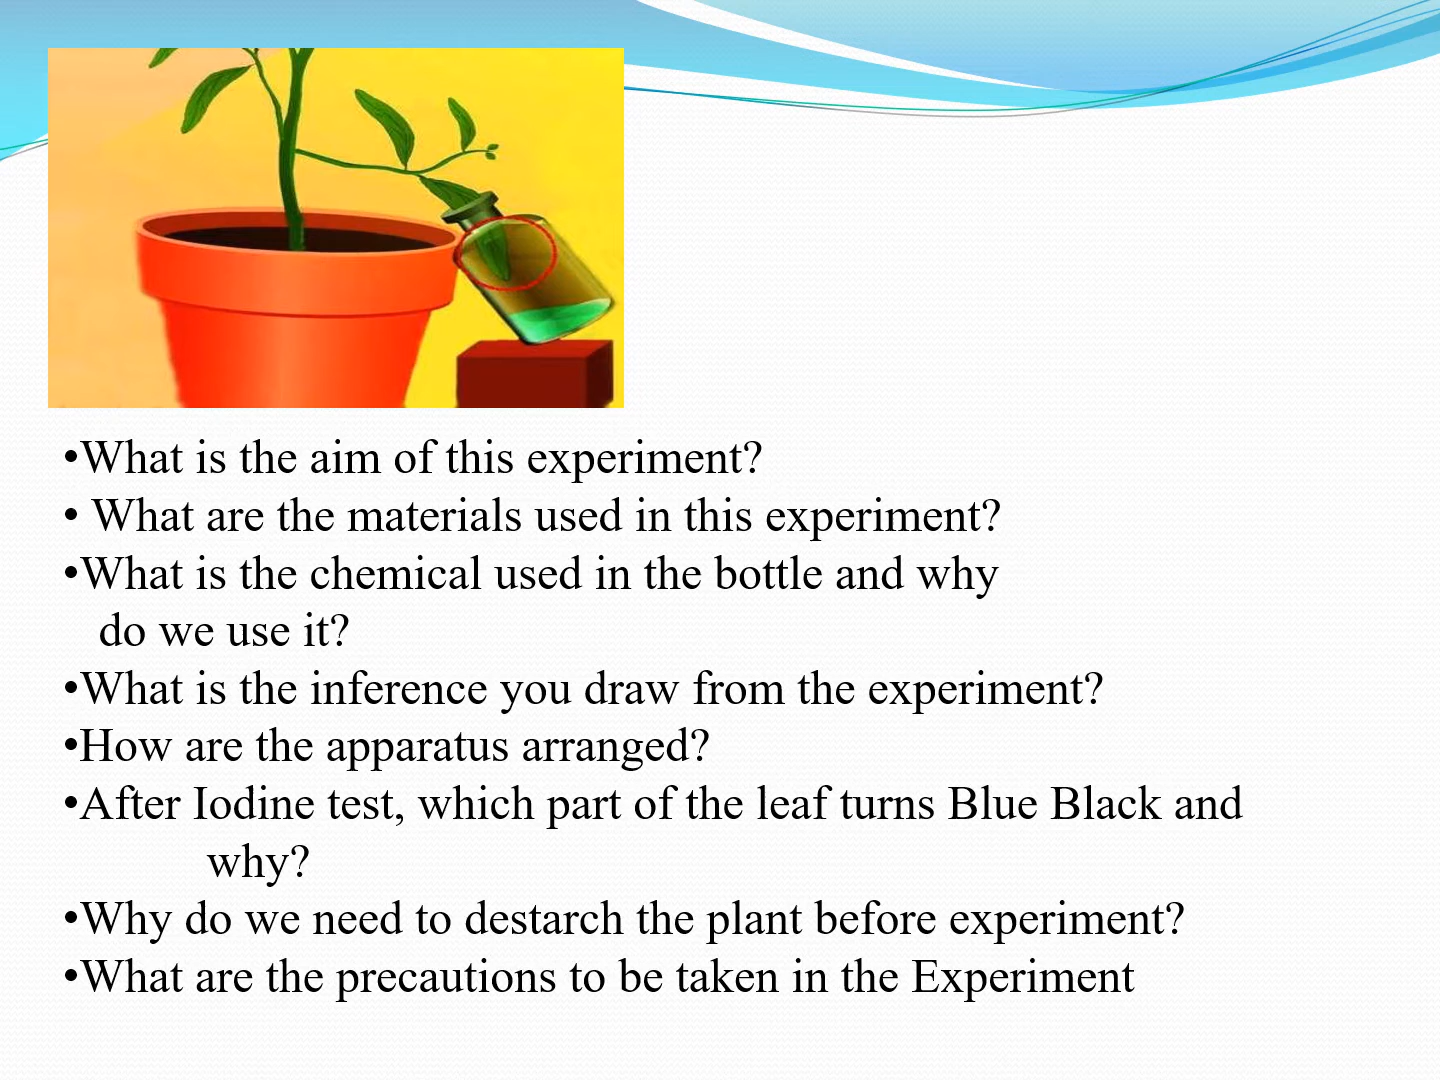 •What is the aim of this experiment?
• What are the materials used in this experiment?
•What is the chemical used in the bottle and why
do we use it?
•What is the inference you draw from the experiment?
•How are the apparatus arranged?
•After Iodine test, which part of the leaf turns Blue Black and
why?
•Why do we need to destarch the plant before experiment?
•What are the precautions to be taken in the Experiment